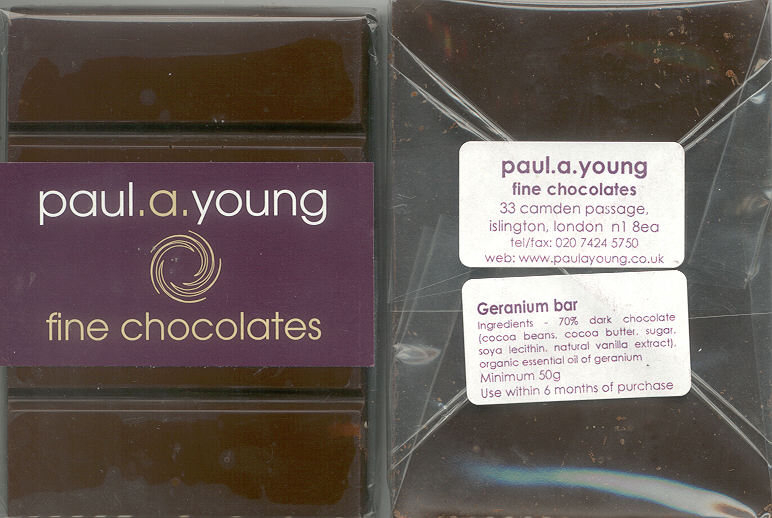 paul.a.young
fine chocolates
paul.a.young
fine chocolates
33 camden passage,
islington, london n1 8ea
tel/fax: 020 7424 5750
web: www.paulayoung.co.uk
Geranium bar
Ingredients - 70% dark chocolate
(cocoa beans, cocoa butter, sugar,
soya lecithin, natural vanilla extract),
organic essential oil of geranium
Minimum 50g
Use within 6 months of purchase